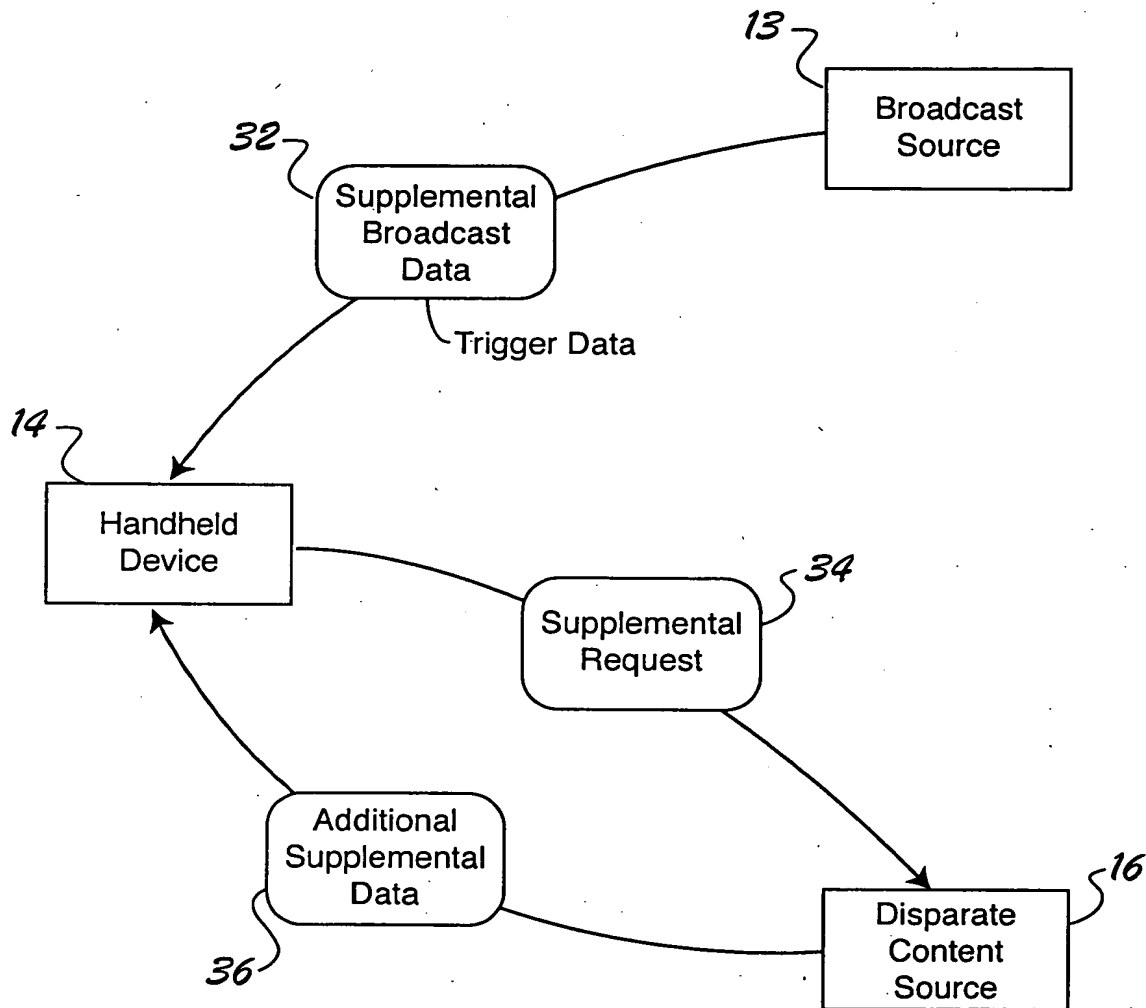 13
Broadcast
Source
32
Supplemental
Broadcast
Data
Trigger Data
14
Handheld
Device
34
Supplemental
Request
Additional
Supplemental
Data
36
16
Disparate
Content
Source